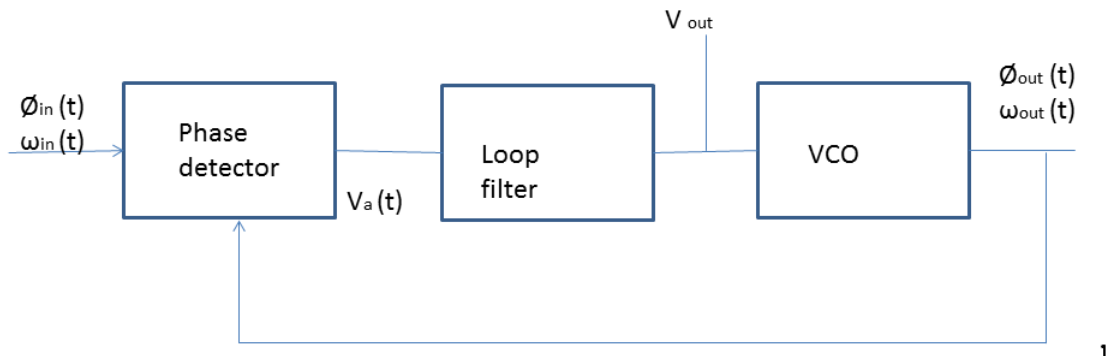 V out
Øout (t)
ωout (t)
Øin (t)
ωin (t)
Phase
detector
Loop
filter
VCO
Va (t)
1